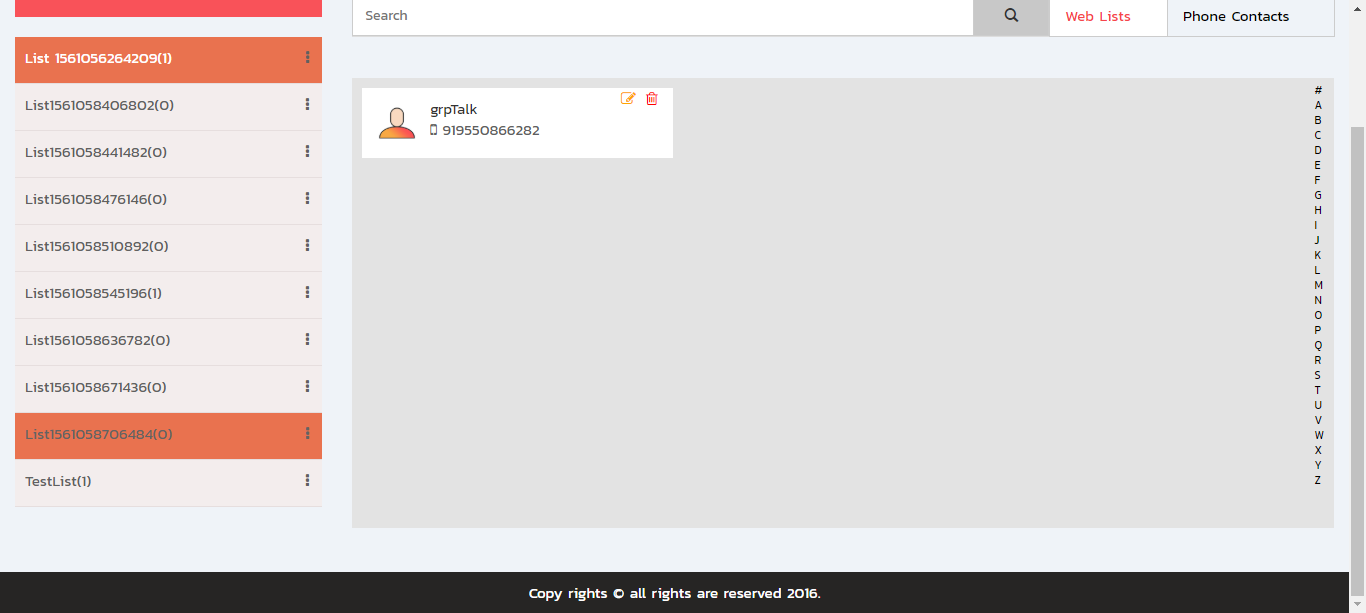 Search
Web Lists
Phone Contacts
List 1561056264209(1)
List1561058406802(0)
List1561058441482(0)
List1561058476146(0)
List1561058510892(0)
List1561058545196(1)
List1561058636782(0)
List1561058671436(0)
List1561058706484(0)
TestList(1)
grpTalk
919550866282
#
A
B
C
D
E
F
G
H
I
J
K
L
M
N
O
P
Q
R
S
T
U
V
W
X
Y
Z
Copy rights © all rights are reserved 2016.